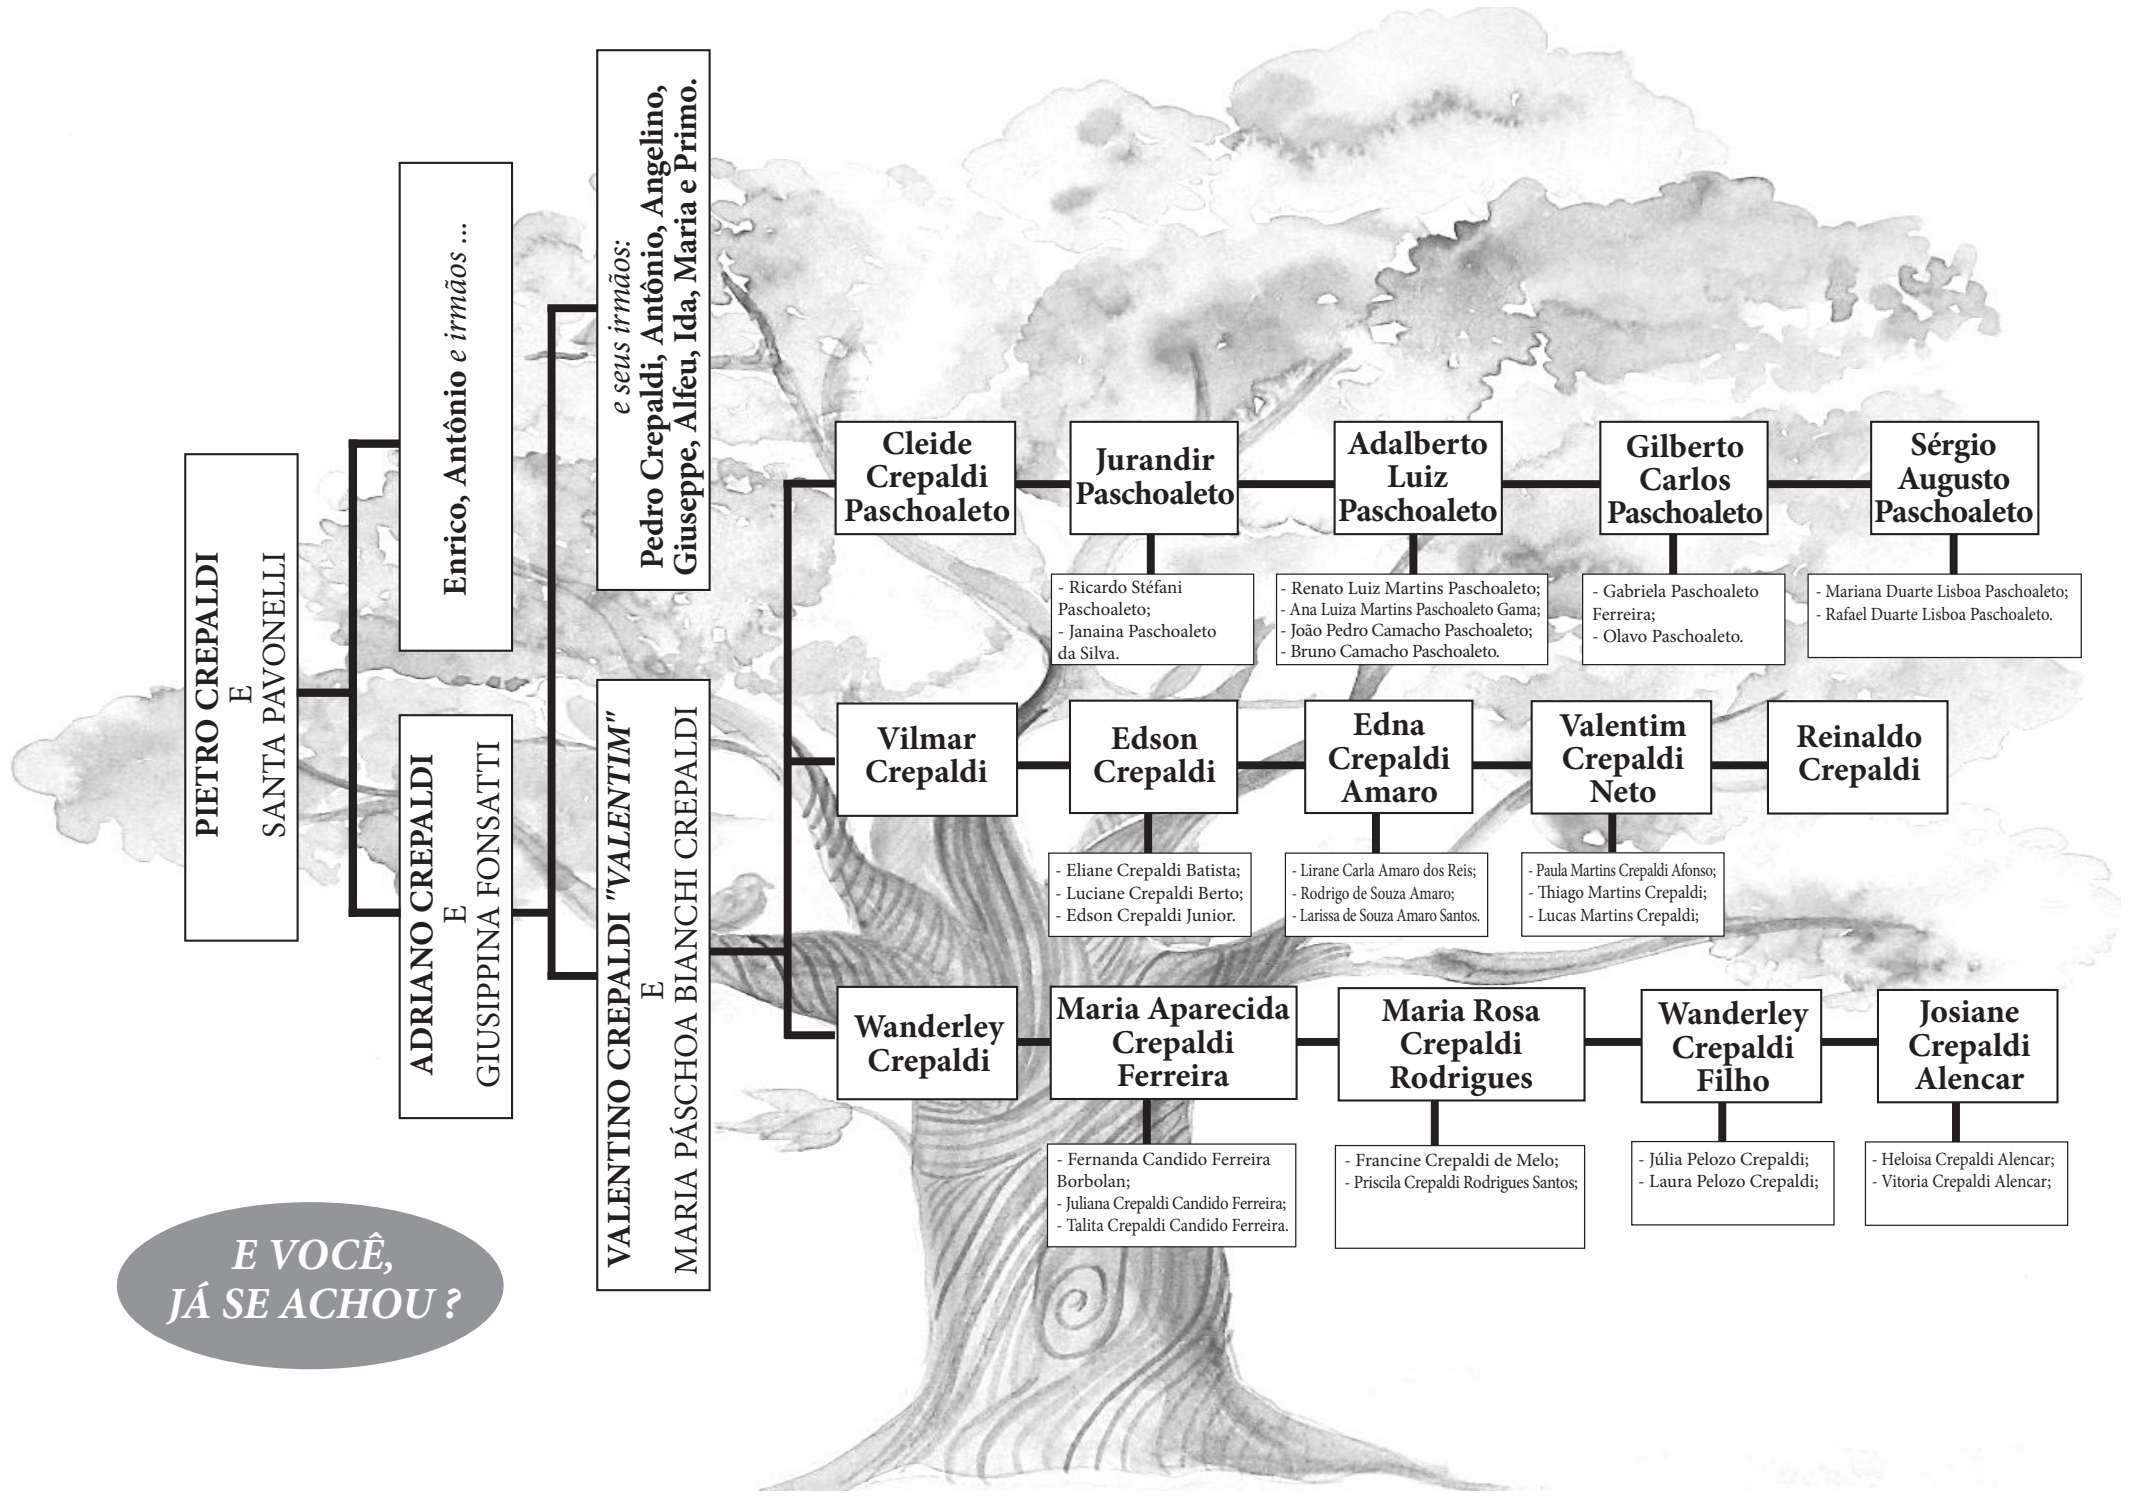 PIETRO CREPALDI
E
SANTA PAVONELLI
Enrico, Antônio e irmãos ...
ADRIANO CREPALDI
E
GIUSIPPINA FONSATTI
e seus irmãos:
Pedro Crepaldi, Antônio, Angelino,
Giuseppe, Alfeu, Ida, Maria e Primo.
VALENTINO CREPALDI "VALENTIM"
E
MARIA PÁSCHOA BIANCHI CREPALDI
Cleide
Crepaldi
Paschoaleto
Jurandir
Paschoaleto
- Ricardo Stéfani
Paschoaleto;
- Janaina Paschoaleto
da Silva.
Adalberto
Luiz
Paschoaleto
- Renato Luiz Martins Paschoaleto;
- Ana Luiza Martins Paschoaleto Gama;
- João Pedro Camacho Paschoaleto;
- Bruno Camacho Paschoaleto.
Gilberto
Carlos
Paschoaleto
- Gabriela Paschoaleto
Ferreira;
- Olavo Paschoaleto.
Sérgio
Augusto
Paschoaleto
- Mariana Duarte Lisboa Paschoaleto;
- Rafael Duarte Lisboa Paschoaleto.
Vilmar
Crepaldi
Edson
Crepaldi
- Eliane Crepaldi Batista;
- Luciane Crepaldi Berto;
- Edson Crepaldi Junior.
Edna
Crepaldi
Amaro
- Lirane Carla Amaro dos Reis;
- Rodrigo de Souza Amaro;
- Larissa de Souza Amaro Santos.
Valentim
Crepaldi
Neto
- Paula Martins Crepaldi Afonso;
- Thiago Martins Crepaldi;
- Lucas Martins Crepaldi;
Reinaldo
Crepaldi
Wanderley
Crepaldi
Maria Aparecida
Crepaldi
Ferreira
- Fernanda Candido Ferreira
Borbolan;
- Juliana Crepaldi Candido Ferreira;
- Talita Crepaldi Candido Ferreira.
Maria Rosa
Crepaldi
Rodrigues
- Francine Crepaldi de Melo;
- Priscila Crepaldi Rodrigues Santos;
Wanderley
Crepaldi
Filho
- Júlia Pelozo Crepaldi;
- Laura Pelozo Crepaldi;
Josiane
Crepaldi
Alencar
- Heloisa Crepaldi Alencar;
- Vitoria Crepaldi Alencar;
E VOCÊ,
JÁ SE ACHOU ?